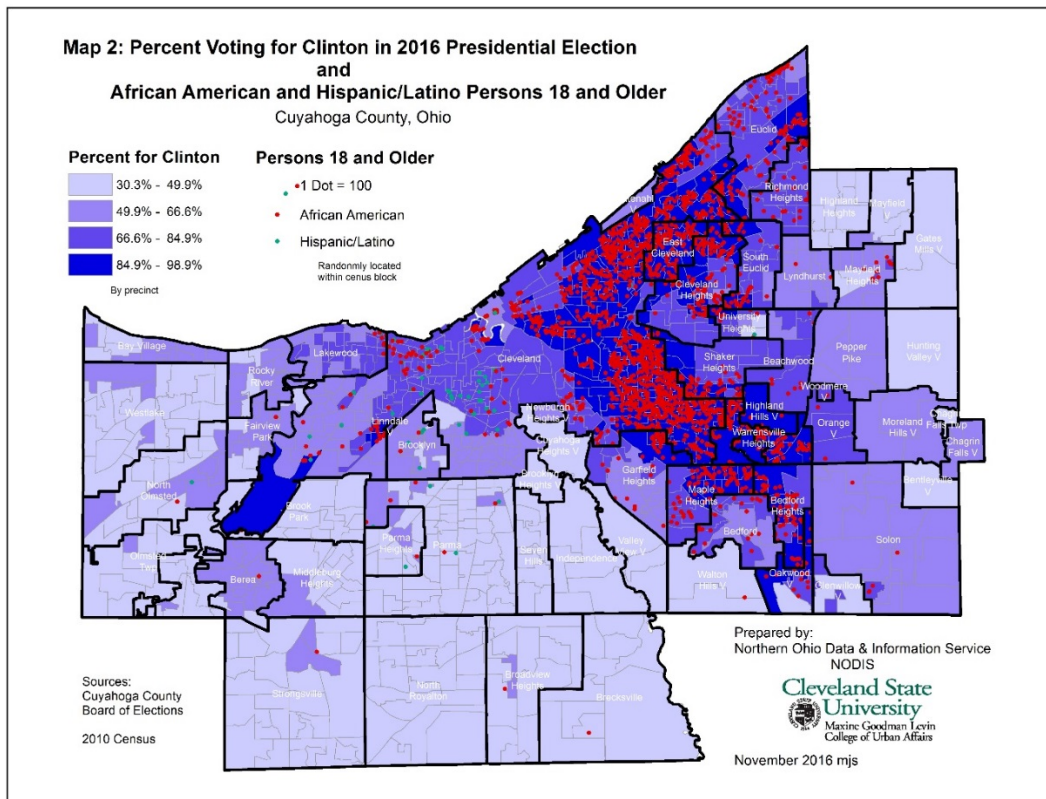 Map 2: Percent Voting for Clinton in 2016 Presidential Election
and
African American and Hispanic/Latino Persons 18 and Older
Cuyahoga County, Ohio
Percent for Clinton
30.3% - 49.9%
49.9% - 66.6%
66.6% - 84.9%
84.9% - 98.9%
By precinct
Persons 18 and Older
1 Dot = 100
African American
Hispanic/Latino
Randomnly located
within cenus block
Euclid
Richmond
Heights
Highland
Heights
Mayfield
V
Gates
Mills V
East
Cleveland
South
Euclid
Lyndhurst
Mayfield
Heights
Cleveland
Heights
University
Heights
Bay Village
Lakewood
Rocky
River
Cleveland
Shaker
Heights
Beachwood
Pepper
Pike
Hunting
Valley V
Westlake
Fairview
Park
Linndale
V
Brooklyn
Newburgh
Heights V
Cuyahoga
Heights V
Highland
Hills V
Woodmere
V
Warrensville
Heights
Orange
V
Moreland
Hills V
Chagrin
Falls Twp
Chagrin
Falls V
North
Olmsted
Brook
Park
Brooklyn
Heights V
Garfield
Heights
Maple
Heights
Bedford
Heights
Bentleyville
V
Bedford
Solon
Olmsted
Twp
Berea
Middleburg
Heights
Parma
Heights
Parma
Seven
Hills
Independence
Valley
View V
Walton
Hills V
Oakwood
V
Glenwillow
V
Strongsville
North
Royalton
Broadview
Heights
Brecksville
Sources:
Cuyahoga County
Board of Elections
2010 Census
Prepared by:
Northern Ohio Data & Information Service
NODIS
Cleveland State
University
Maxine Goodman Levin
College of Urban Affairs
November 2016 mjs